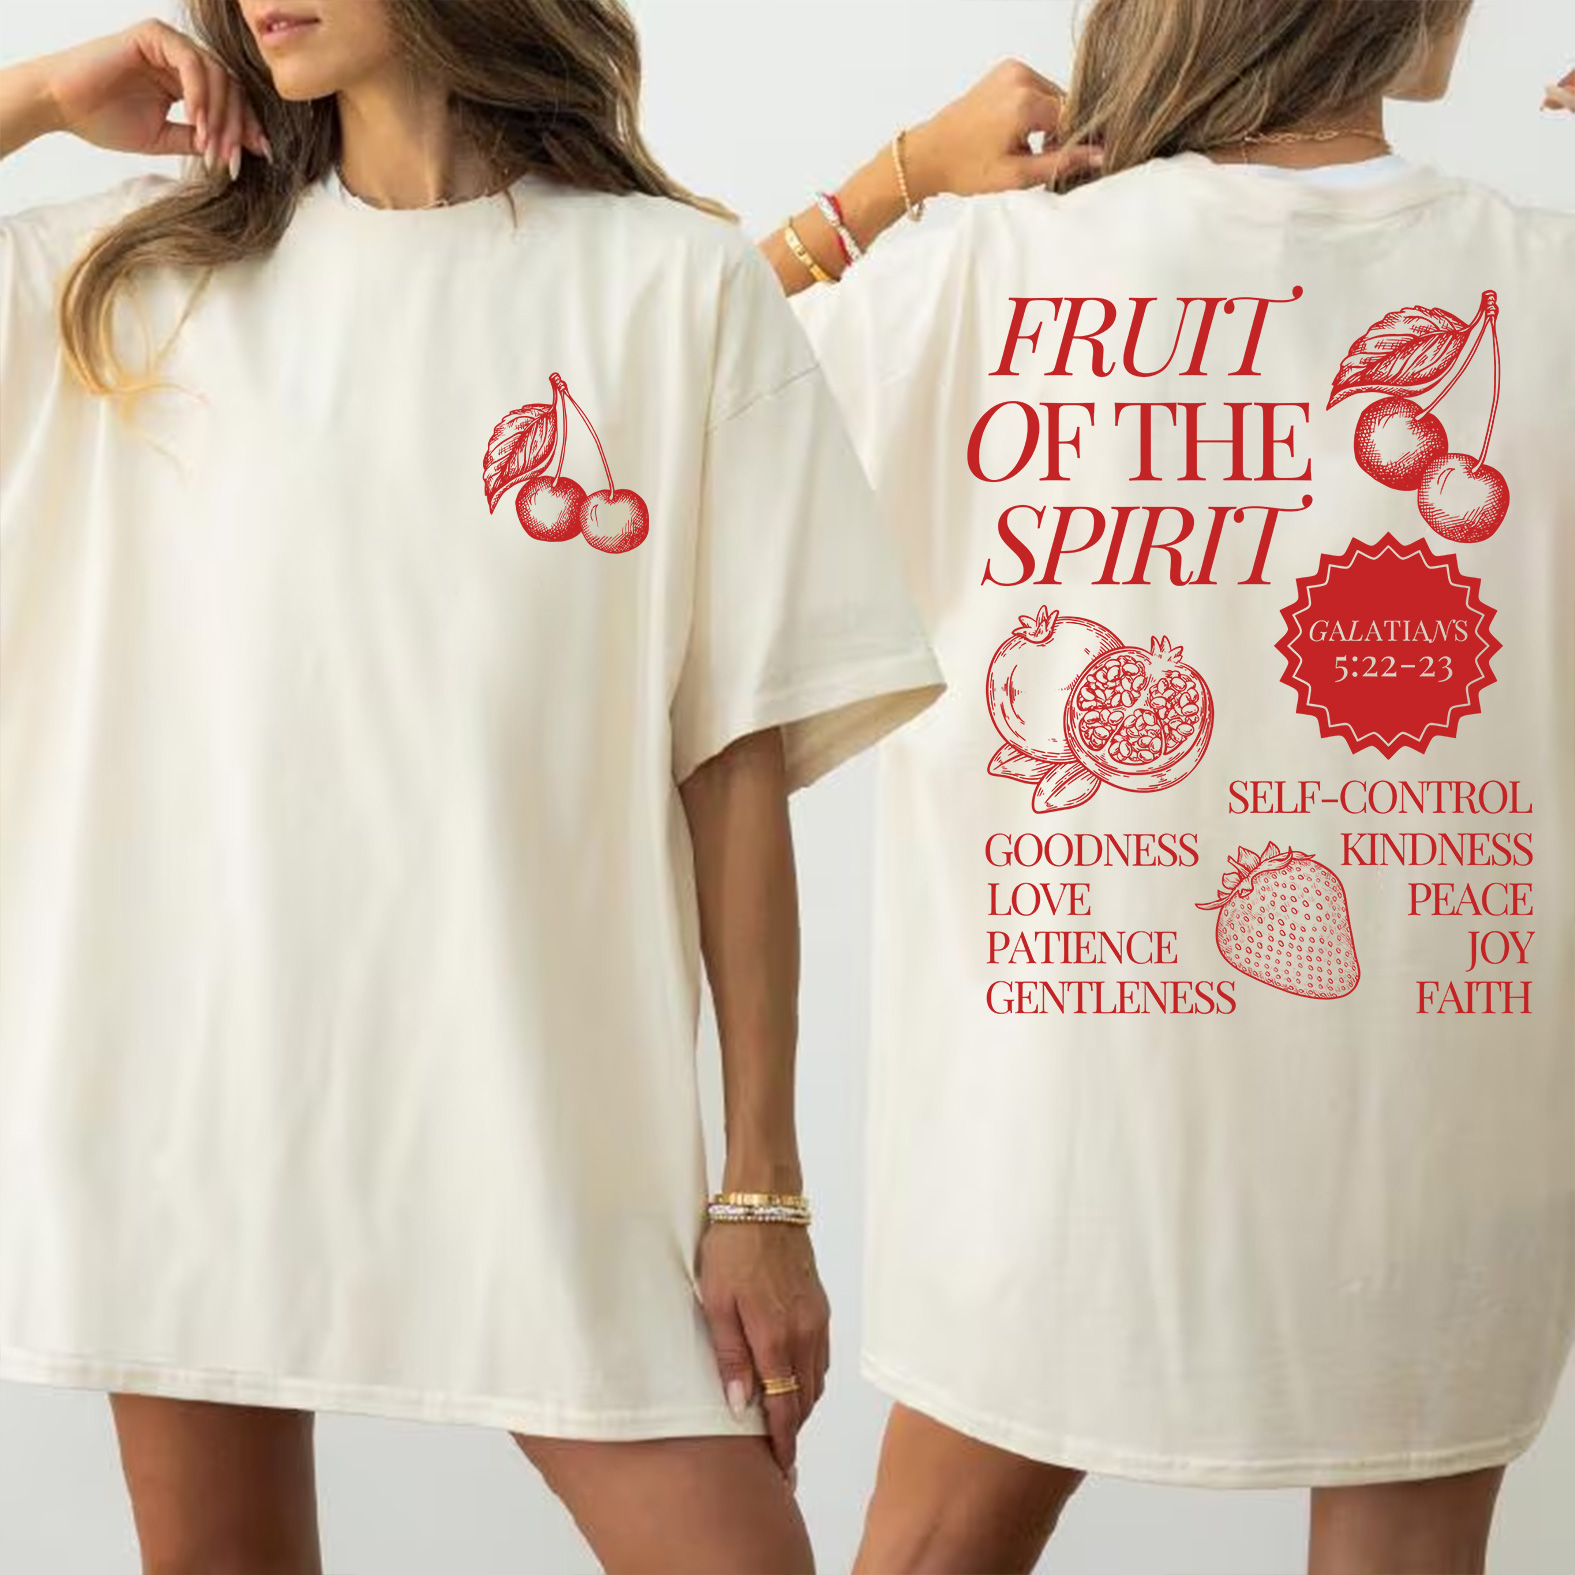 FRUIT
OF THE
SPIRIT
GALATIANS
5:22-23
SELF-CONTROL
GOODNESS
KINDNESS
LOVE
PEACE
PATIENCE
JOY
GENTLENESS
FAITH